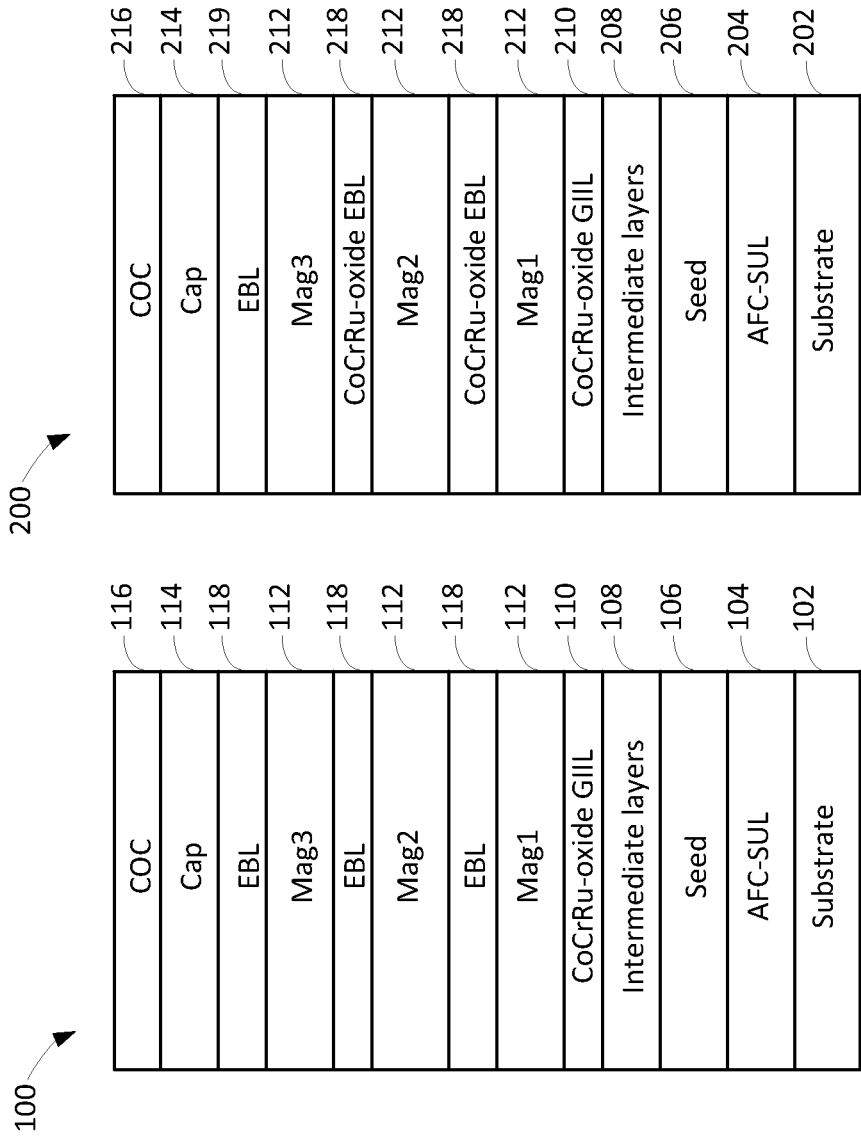 100
COC 116
Cap 114
EBL 118
Mag3 112
EBL 118
Mag2 112
EBL 118
Mag1 112
CoCrRu-oxide GIIL 110
Intermediate layers 108
Seed 106
AFC-SUL 104
Substrate 102
200
COC 216
Cap 214
EBL 219
Mag3 212
CoCrRu-oxide EBL 218
Mag2 212
CoCrRu-oxide EBL 218
Mag1 212
CoCrRu-oxide GIIL 210
Intermediate layers 208
Seed 206
AFC-SUL 204
Substrate 202